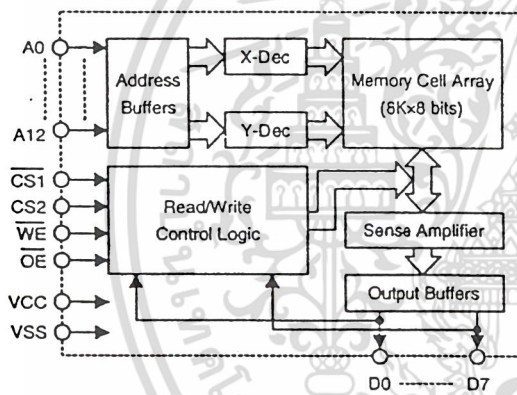 A0
A12
Address
Buffers
X-Dec
Y-Dec
Memory Cell Array
(8K×8 bits)
CS1
CS2
WE
OE
VCC
VSS
Read/Write
Control Logic
Sense Amplifier
Output Buffers
D0
D7